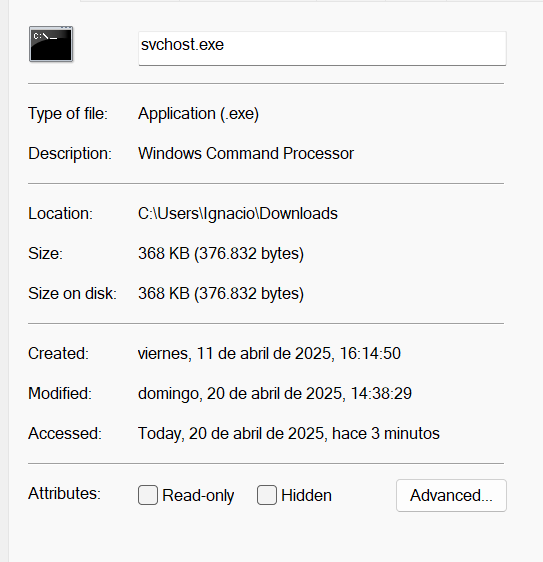 C:\._
svchost.exe
Type of file: Application (.exe)
Description: Windows Command Processor
Location: C:\Users\Ignacio\Downloads
Size: 368 KB (376.832 bytes)
Size on disk: 368 KB (376.832 bytes)
Created: viernes, 11 de abril de 2025, 16:14:50
Modified: domingo, 20 de abril de 2025, 14:38:29
Accessed: Today, 20 de abril de 2025, hace 3 minutos
Attributes: Read-only Hidden Advanced...